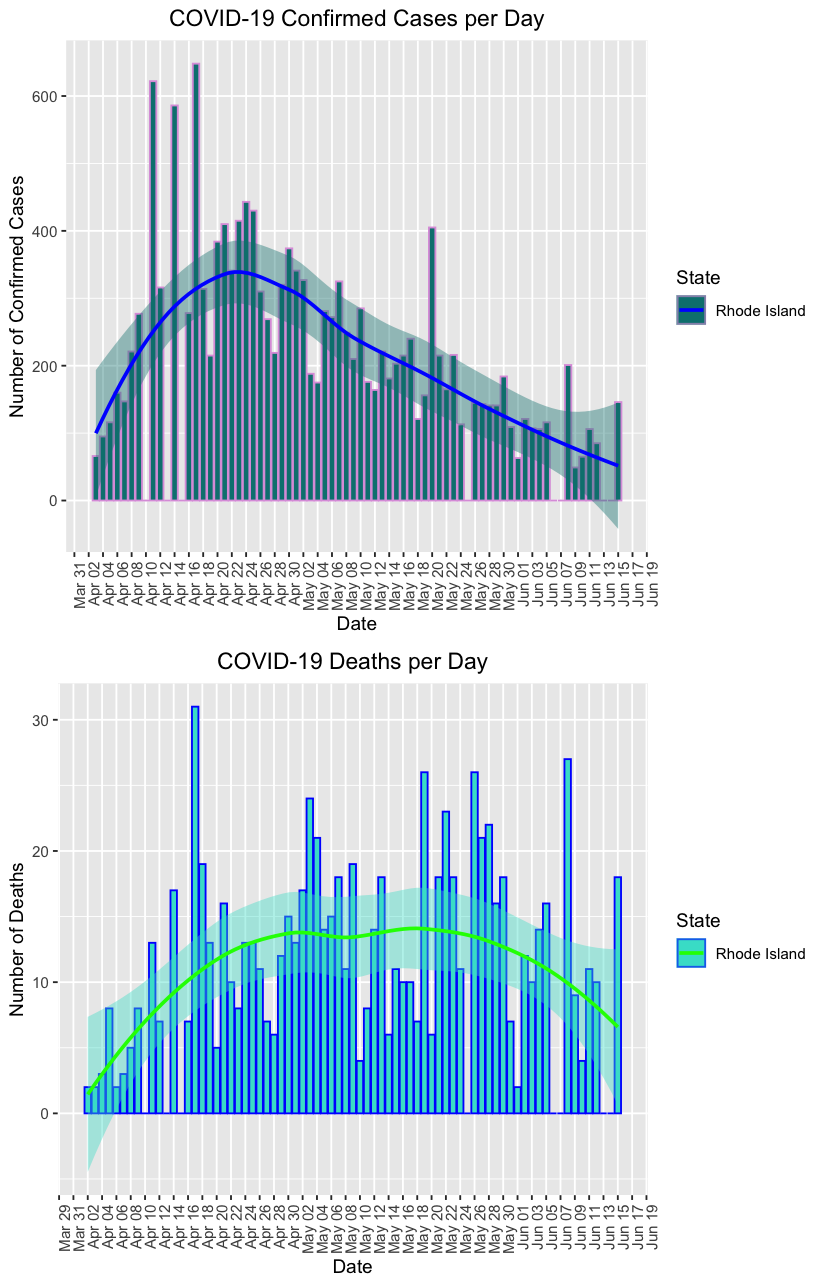 COVID-19 Confirmed Cases per Day
Number of Confirmed Cases
600
400
200
0
Mar 31
Apr 02
Apr 04
Apr 06
Apr 08
Apr 10
Apr 12
Apr 14
Apr 16
Apr 18
Apr 20
Apr 22
Apr 24
Apr 26
Apr 28
Apr 30
May 02
May 04
May 06
May 08
May 10
May 12
May 14
May 16
May 18
May 20
May 22
May 24
May 26
May 28
May 30
Jun 01
Jun 03
Jun 05
Jun 07
Jun 09
Jun 11
Jun 13
Jun 15
Jun 17
Jun 19
Date
State
Rhode Island
COVID-19 Deaths per Day
Number of Deaths
30
20
10
0
Mar 29
Mar 31
Apr 02
Apr 04
Apr 06
Apr 08
Apr 10
Apr 12
Apr 14
Apr 16
Apr 18
Apr 20
Apr 22
Apr 24
Apr 26
Apr 28
Apr 30
May 02
May 04
May 06
May 08
May 10
May 12
May 14
May 16
May 18
May 20
May 22
May 24
May 26
May 28
May 30
Jun 01
Jun 03
Jun 05
Jun 07
Jun 09
Jun 11
Jun 13
Jun 15
Jun 17
Jun 19
Date
State
Rhode Island